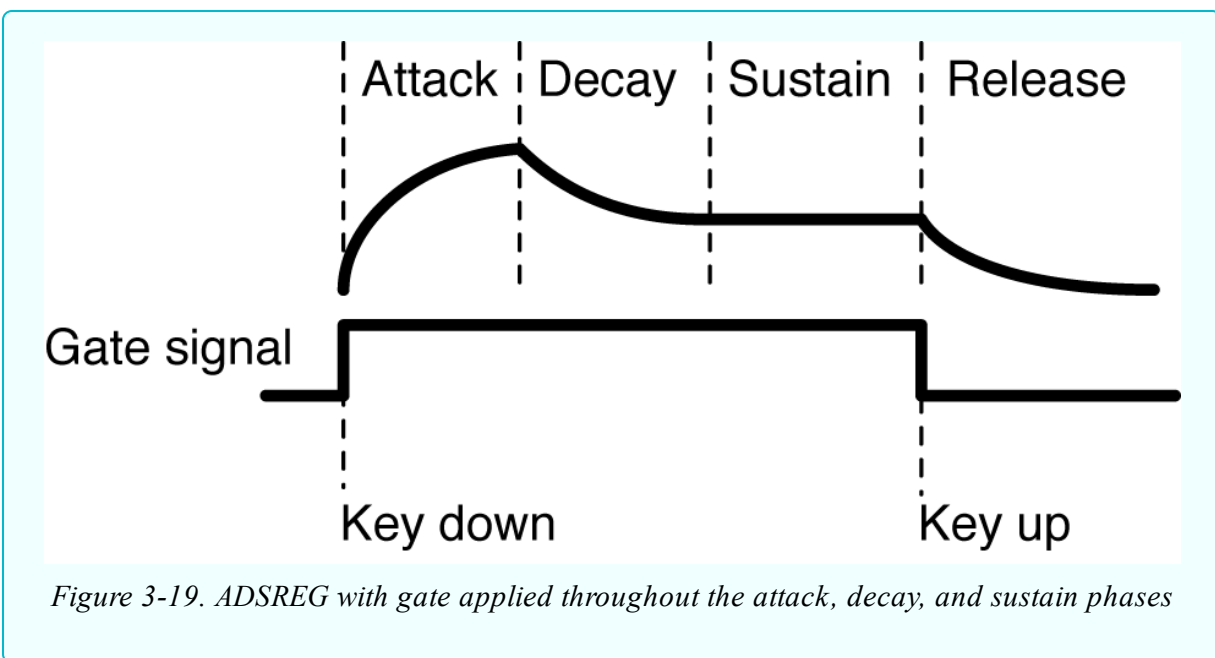 Attack Decay Sustain Release
Gate signal
Key down Key up
Figure 3-19. ADSREG with gate applied throughout the attack, decay, and sustain phases